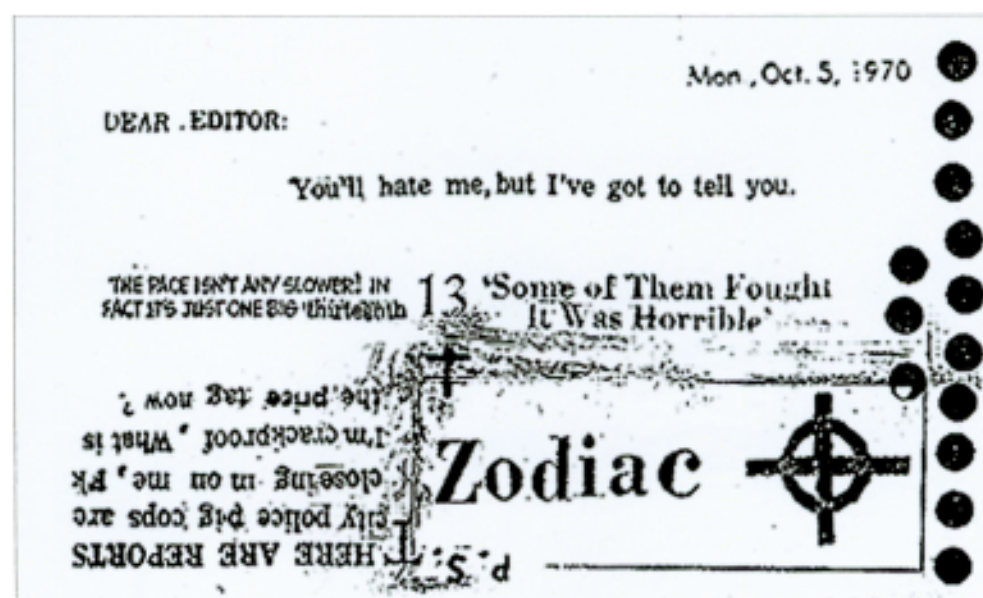 Mon., Oct. 5, 1970
DEAR EDITOR:
You'll hate me, but I've got to tell you.
THE PACE ISN'T ANY SLOWER! IN
FACT IT'S JUST ONE BIG thirteenth
13
'Some of Them Fought
It Was Horrible'
Zodiac
P.S.
THERE ARE REPORTS
city police pig cops are
closeing in on me, Fk
I'm crackproof, What is
the price tag now ?